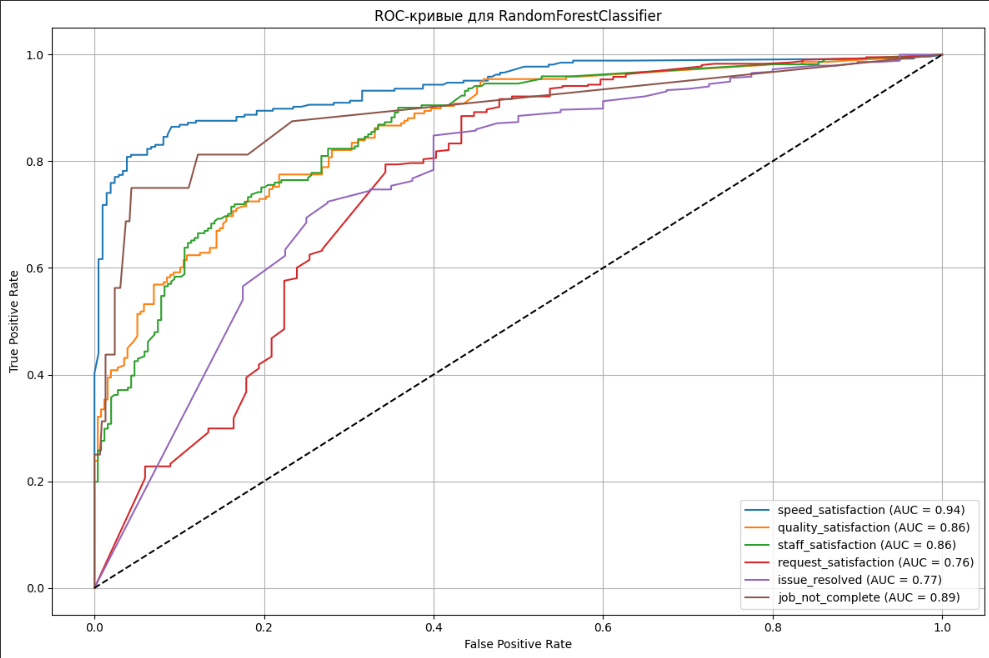 ROC-кривые для RandomForestClassifier
1.0
0.8
0.6
0.4
0.2
0.0
True Positive Rate
0.0 0.2 0.4 0.6 0.8 1.0
False Positive Rate
speed_satisfaction (AUC = 0.94)
quality_satisfaction (AUC = 0.86)
staff_satisfaction (AUC = 0.86)
request_satisfaction (AUC = 0.76)
issue_resolved (AUC = 0.77)
job_not_complete (AUC = 0.89)